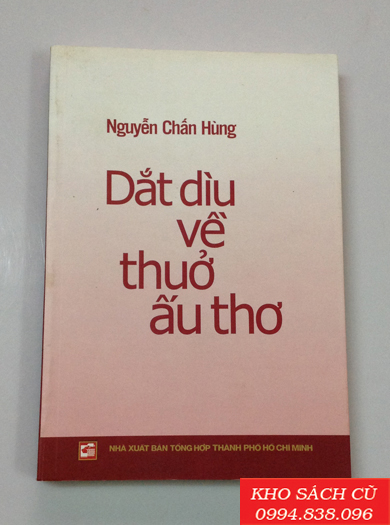 Nguyễn Chấn Hùng
Dắt dìu
về
thuở
ấu thơ
NHÀ XUẤT BẢN TỔNG HỢP THÀNH PHỐ HỒ CHÍ MINH
KHO SÁCH CŨ
0994.838.096